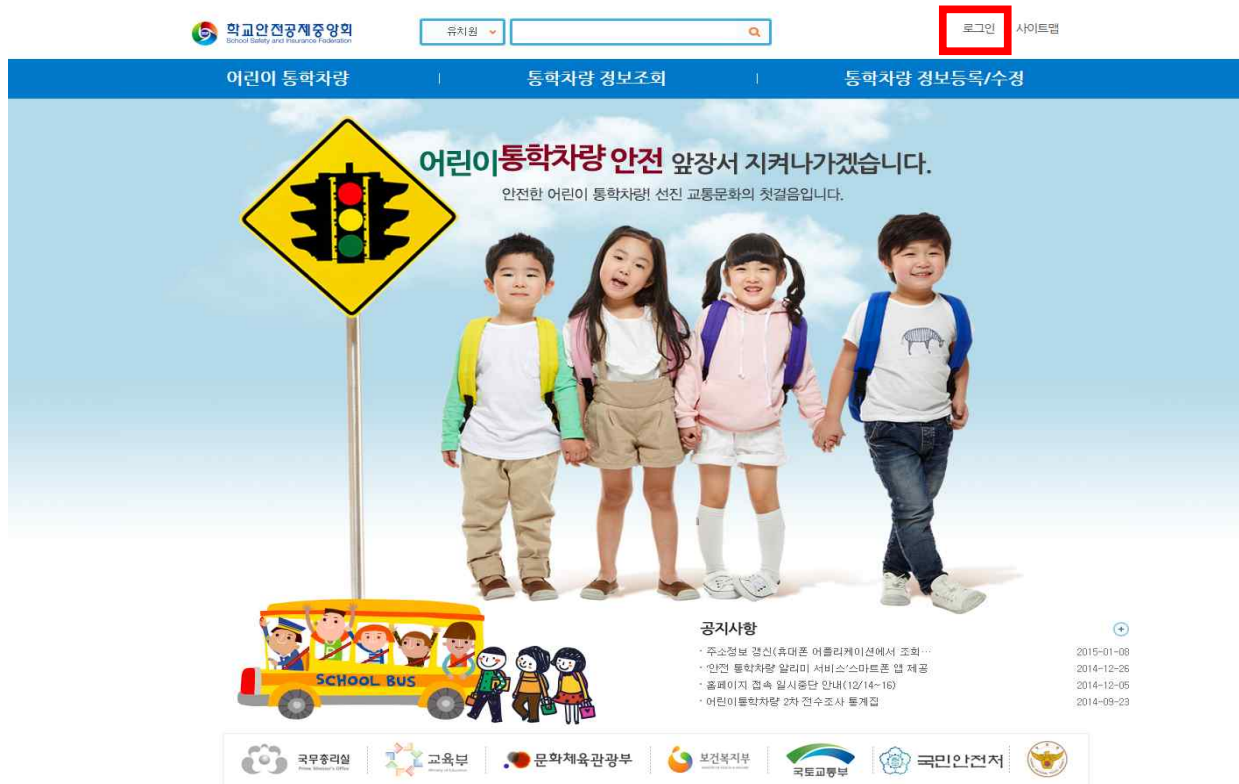 학교안전공제중앙회
School Safety and Insurance Federation
유치원
로그인
사이트맵
어린이 통학차량
통학차량 정보조회
통학차량 정보등록/수정
어린이통학차량 안전 앞장서 지켜나가겠습니다.
안전한 어린이 통학차량! 선진 교통문화의 첫걸음입니다.
SCHOOL BUS
공지사항
· 주소정보 갱신(휴대폰 어플리케이션에서 조회… 2015-01-08
· '안전 통학차량 알리미 서비스'스마트폰 앱 제공 2014-12-26
· 홈페이지 접속 일시중단 안내(12/14~16) 2014-12-05
· 어린이통학차량 2차 전수조사 통계집 2014-09-23
국무총리실
Prime Minister's Office
교육부
Ministry of Education
문화체육관광부
보건복지부
국토교통부
국민안전처